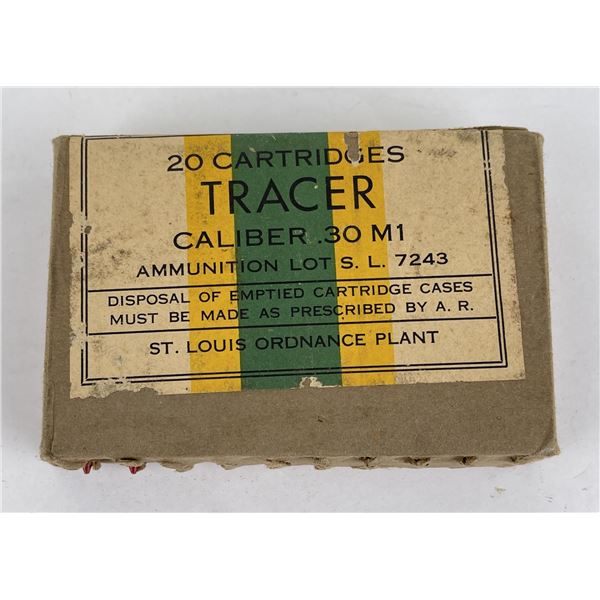 20 CARTRIDGES
TRACER
CALIBER .30 M1
AMMUNITION LOT S. L. 7243
DISPOSAL OF EMPTIED CARTRIDGE CASES
MUST BE MADE AS PRESCRIBED BY A. R.
ST. LOUIS ORDNANCE PLANT